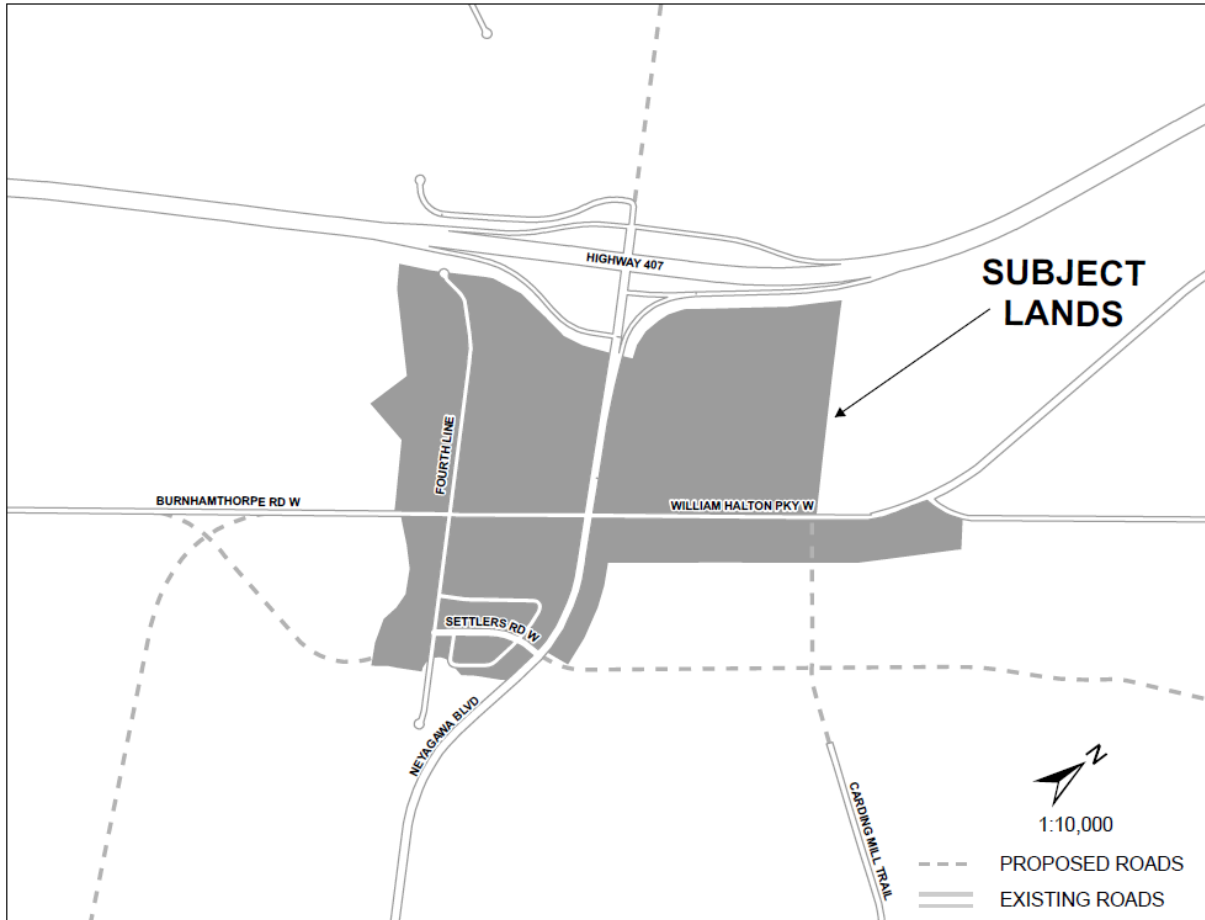 HIGHWAY 407
SUBJECT
LANDS
FOURTH LINE
BURNHAMTHORPE RD W
WILLIAM HALTON PKY W
SETTLERS RD W
NEYAGAWA BLVD
CARDING MILL TRAIL
N
1:10,000
PROPOSED ROADS
EXISTING ROADS